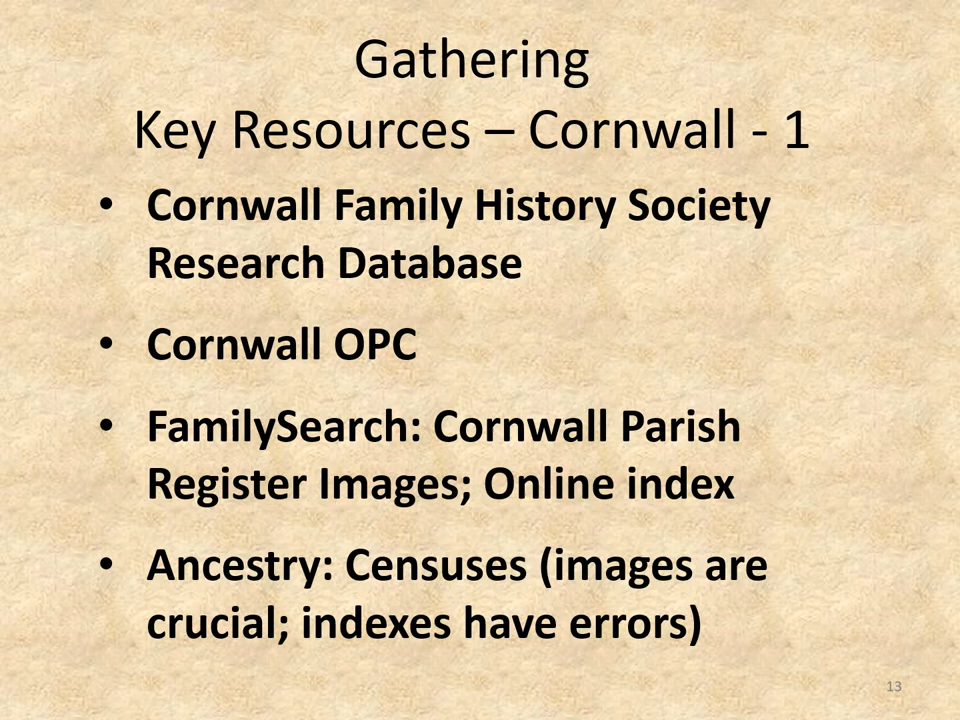 Gathering
Key Resources – Cornwall - 1
• Cornwall Family History Society
Research Database
• Cornwall OPC
• FamilySearch: Cornwall Parish
Register Images; Online index
• Ancestry: Censuses (images are
crucial; indexes have errors)
13